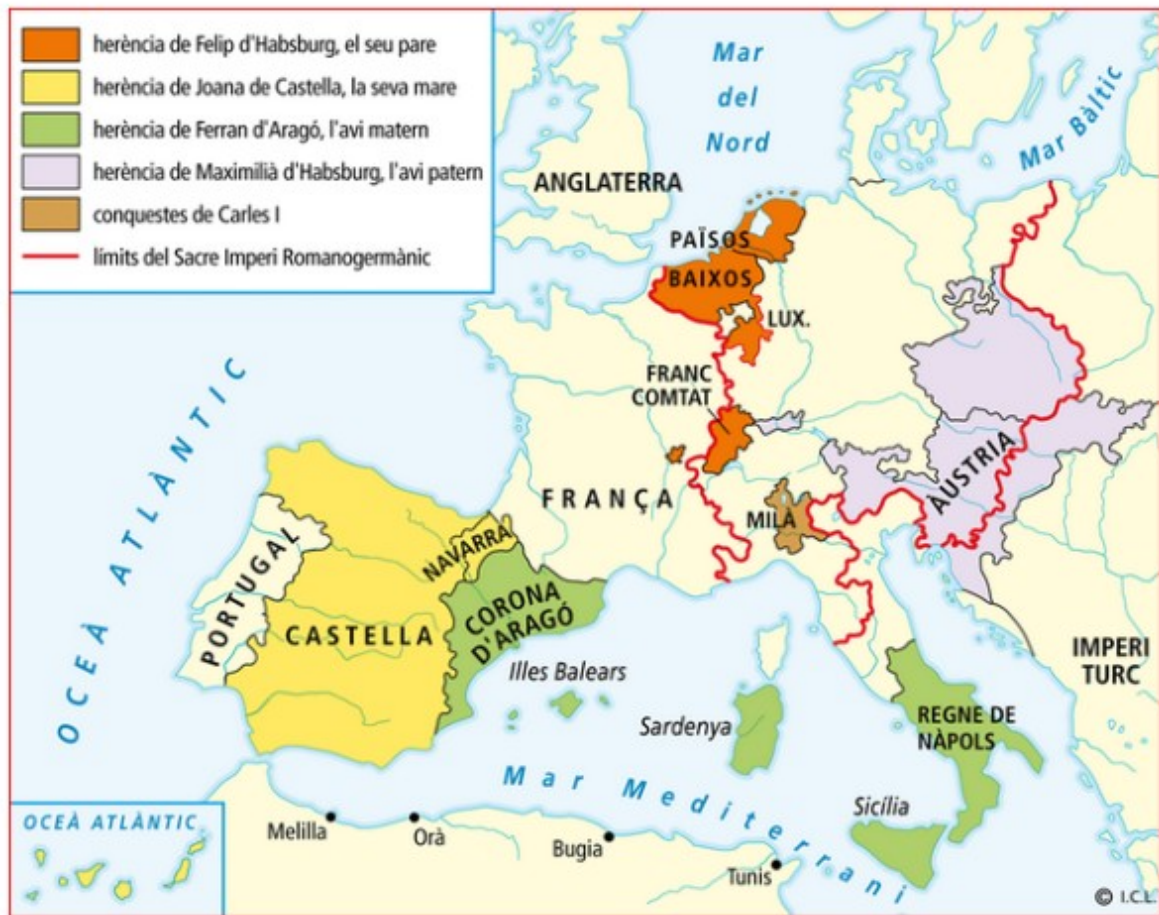 herència de Felip d'Habsburg, el seu pare
herència de Joana de Castella, la seva mare
herència de Ferran d'Aragó, l'avi matern
herència de Maximilià d'Habsburg, l'avi patern
conquestes de Carles I
límits del Sacre Imperi Romanogermànic
Mar
del
Nord
Mar Bàltic
ANGLATERRA
PAÏSOS
BAIXOS
LUX.
FRANC
COMTAT
OCEÀ ATLÀNTIC
FRANÇA
MILÀ
ÀUSTRIA
PORTUGAL
NAVARRA
CASTELLA
CORONA
D'ARAGÓ
Illes Balears
Sardenya
IMPERI
TURC
REGNE DE
NÀPOLS
Mar Mediterrani
Sicília
OCEÀ ATLÀNTIC
Melilla
Orà
Bugia
Tunis
© I.C.L.